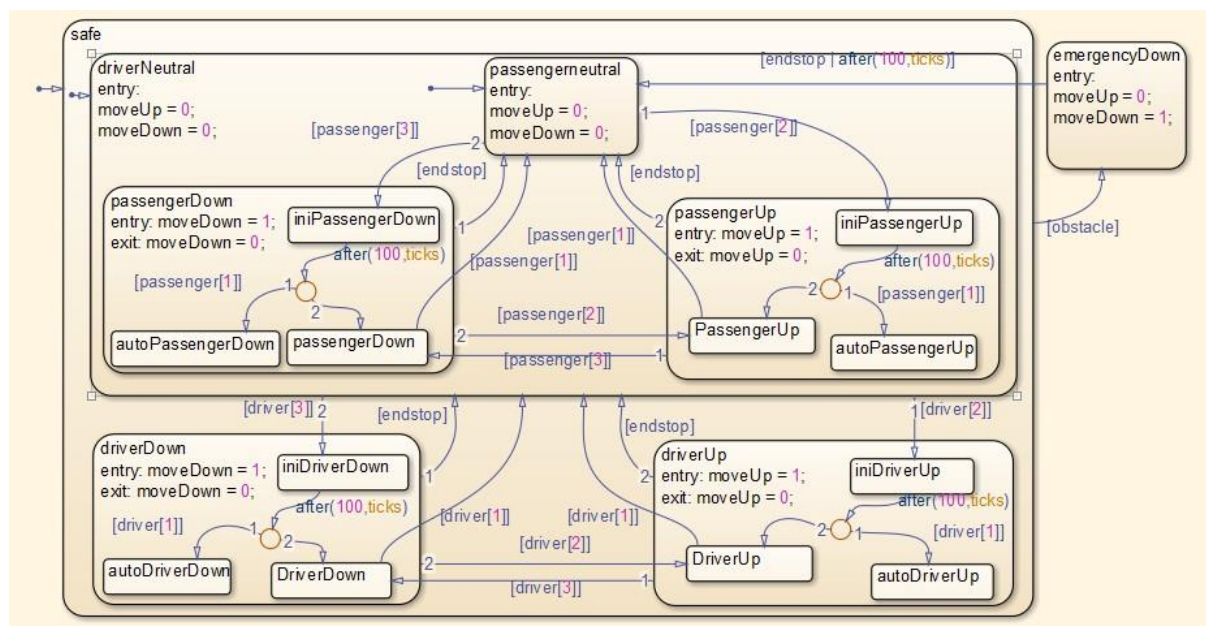 safe
driverNeutral
entry:
moveUp = 0;
moveDown = 0;
passengerneutral
entry:
moveUp = 0;
moveDown = 0;
[endstop | after(100,ticks)]
emergencyDown
entry:
moveUp = 0;
moveDown = 1;
[passenger[3]]
2
1
[passenger[2]]
[endstop]
[endstop]
[obstacle]
passengerDown
entry: moveDown = 1;
exit: moveDown = 0;
iniPassengerDown
after(100,ticks)
[passenger[1]]
1
2
autoPassengerDown
passengerDown
1
[passenger[1]]
[passenger[1]]
2
passengerUp
entry: moveUp = 1;
exit: moveUp = 0;
iniPassengerUp
after(100,ticks)
2
1
[passenger[1]]
PassengerUp
autoPassengerUp
2
[passenger[2]]
[passenger[3]]
1
[driver[3]]
2
[endstop]
[endstop]
1
[driver[2]]
driverDown
entry: moveDown = 1;
exit: moveDown = 0;
iniDriverDown
after(100,ticks)
[driver[1]]
1
2
autoDriverDown
DriverDown
1
[driver[1]]
[driver[1]]
2
driverUp
entry: moveUp = 1;
exit: moveUp = 0;
iniDriverUp
after(100,ticks)
2
1
[driver[1]]
DriverUp
autoDriverUp
2
[driver[2]]
[driver[3]]
1